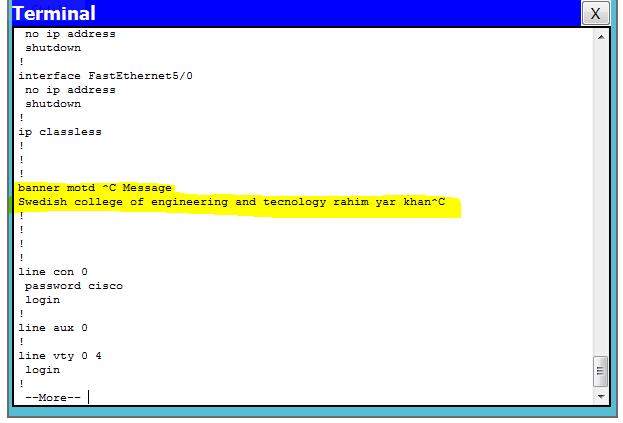 Terminal
X
no ip address
shutdown
!
interface FastEthernet5/0
no ip address
shutdown
!
ip classless
!
!
!
banner motd ^C Message
Swedish college of engineering and tecnology rahim yar khan^C
!
!
!
!
line con 0
password cisco
login
!
line aux 0
!
line vty 0 4
login
!
--More--